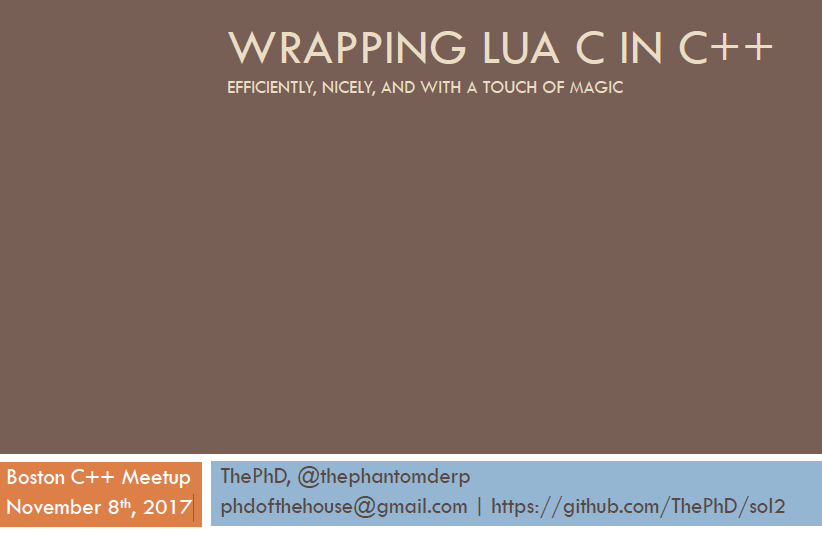 WRAPPING LUA C IN C++
EFFICIENTLY, NICELY, AND WITH A TOUCH OF MAGIC
Boston C++ Meetup
November 8th, 2017
ThePhD, @thephantomderp
phdofthehouse@gmail.com | https://github.com/ThePhD/sol2